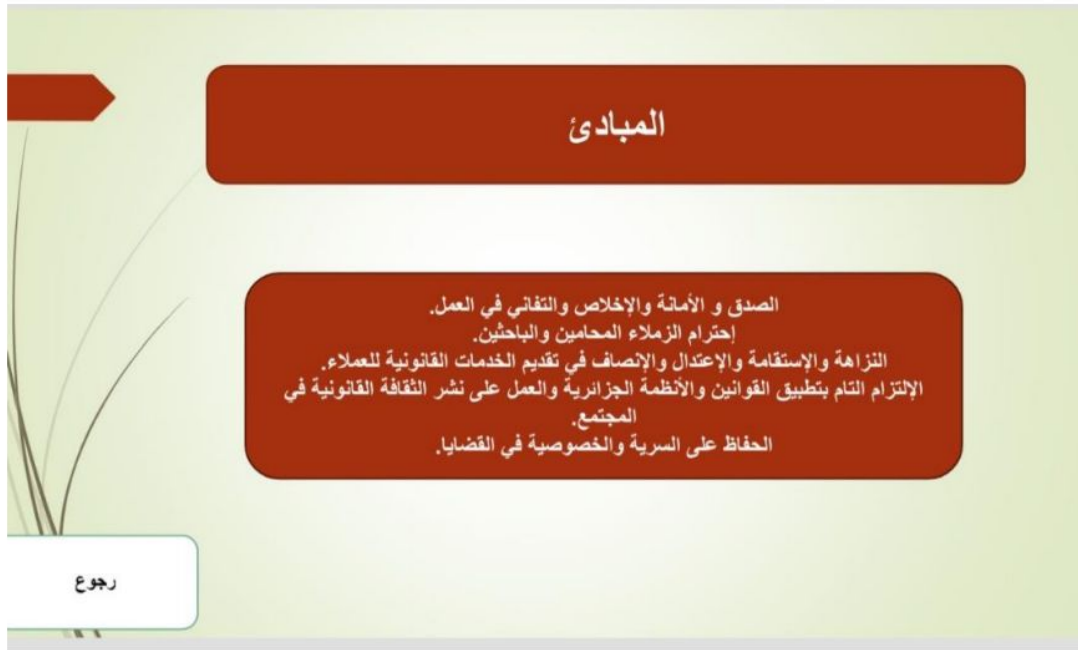 المبادئ
الصدق و الأمانة والإخلاص والتفاني في العمل.
إحترام الزملاء المحامين والباحثين.
النزاهة والإستقامة والإعتدال والإنصاف في تقديم الخدمات القانونية للعملاء.
الإلتزام التام بتطبيق القوانين والأنظمة الجزائرية والعمل على نشر الثقافة القانونية في
المجتمع.
الحفاظ على السرية والخصوصية في القضايا.
رجوع